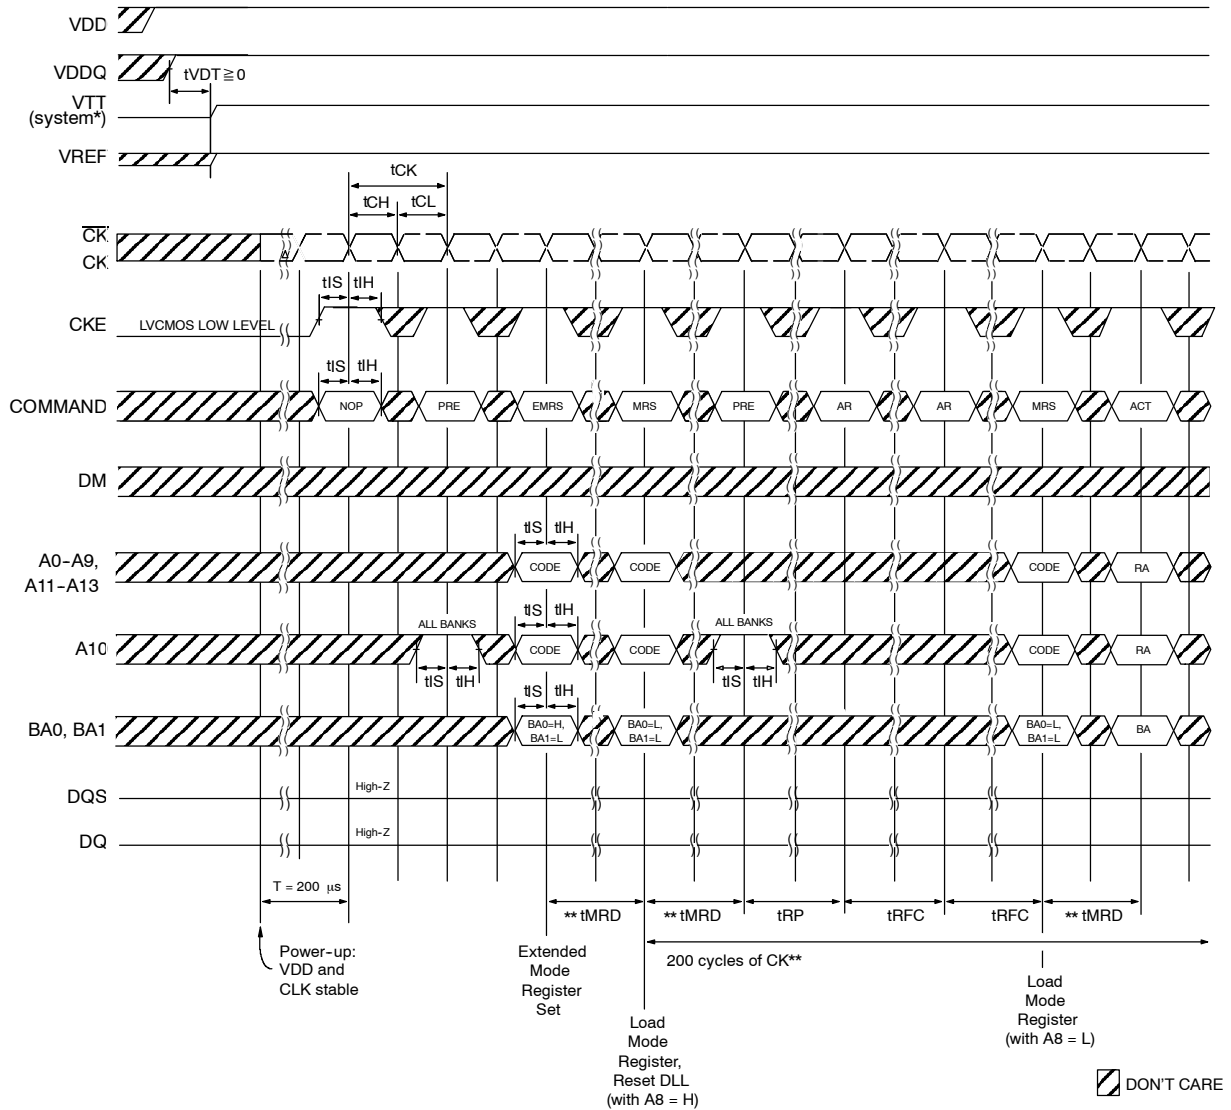 VDD
VDDQ
tVDT≧0
VTT
(system*)
VREF
tCK
tCH
tCL
CK
CK
tIS
tIH
CKE
LVCMOS LOW LEVEL
tIS
tIH
COMMAND
NOP
PRE
EMRS
MRS
PRE
AR
AR
MRS
ACT
DM
tIS
tIH
A0-A9,
A11-A13
CODE
CODE
CODE
RA
ALL BANKS
tIS
tIH
ALL BANKS
A10
CODE
CODE
CODE
RA
tIS
tIH
tIS
tIH
tIS
tIH
BA0, BA1
BA0=H,
BA1=L
BA0=L,
BA1=L
BA0=L,
BA1=L
BA
DQS
High-Z
DQ
High-Z
T = 200 μs
** tMRD
** tMRD
tRP
tRFC
tRFC
** tMRD
Power-up:
VDD and
CLK stable
Extended
Mode
Register
Set
200 cycles of CK**
Load
Mode
Register,
Reset DLL
(with A8 = H)
Load
Mode
Register
(with A8 = L)
DON'T CARE